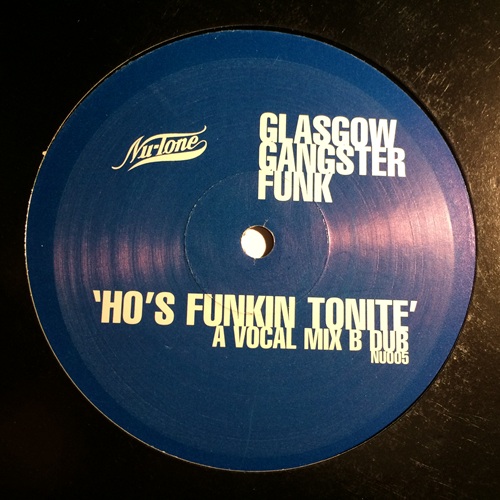 Nu-Tone
GLASGOW
GANGSTER
FUNK
'HO'S FUNKIN TONITE'
A VOCAL MIX B DUB
NU005